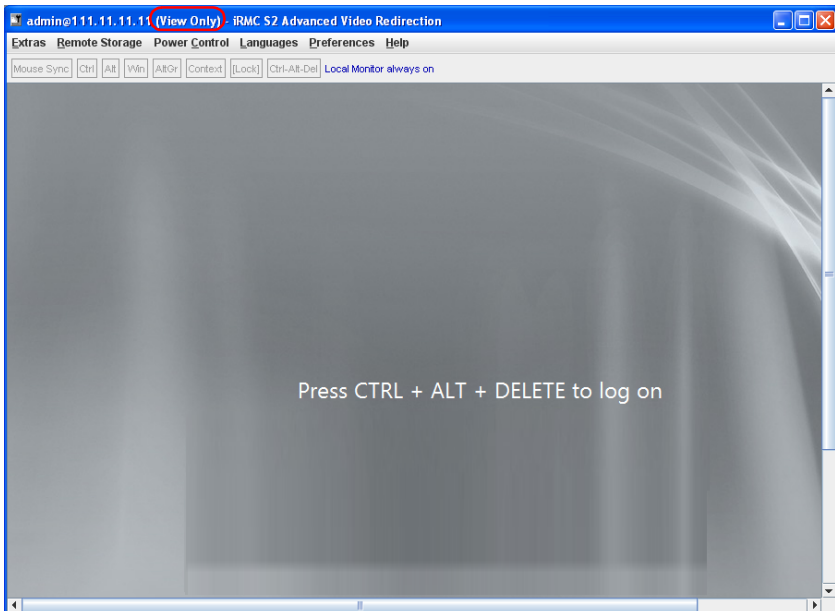 admin@111.11.11.11 (View Only) - iRMC S2 Advanced Video Redirection
Extras Remote Storage Power Control Languages Preferences Help
Mouse Sync Ctrl Alt Win AltGr Context [Lock] Ctrl-Alt-Del Local Monitor always on
Press CTRL + ALT + DELETE to log on